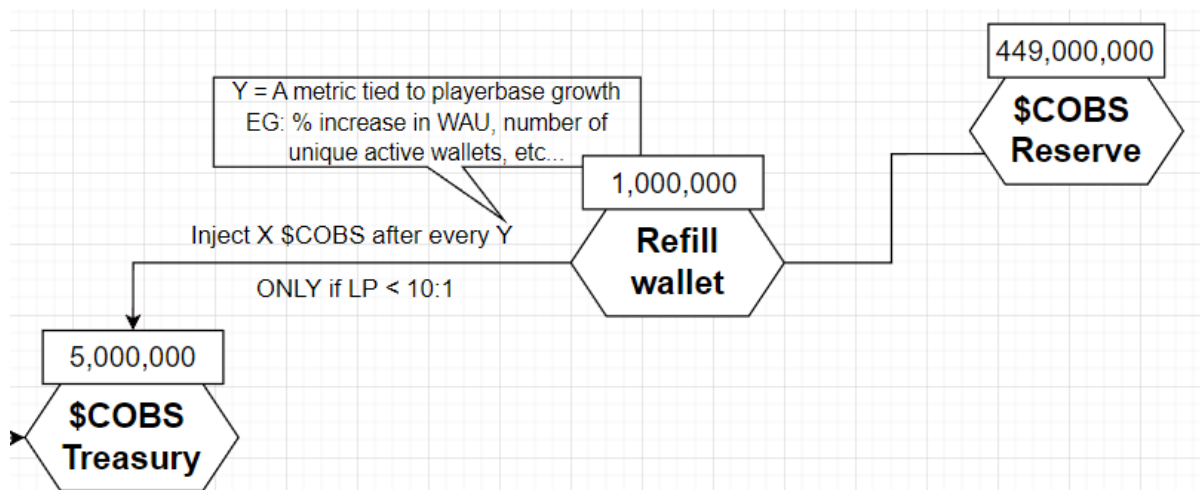 449,000,000
$COBS
Reserve
Y = A metric tied to playerbase growth
EG: % increase in WAU, number of
unique active wallets, etc...
1,000,000
Refill
wallet
Inject X $COBS after every Y
ONLY if LP < 10:1
5,000,000
$COBS
Treasury